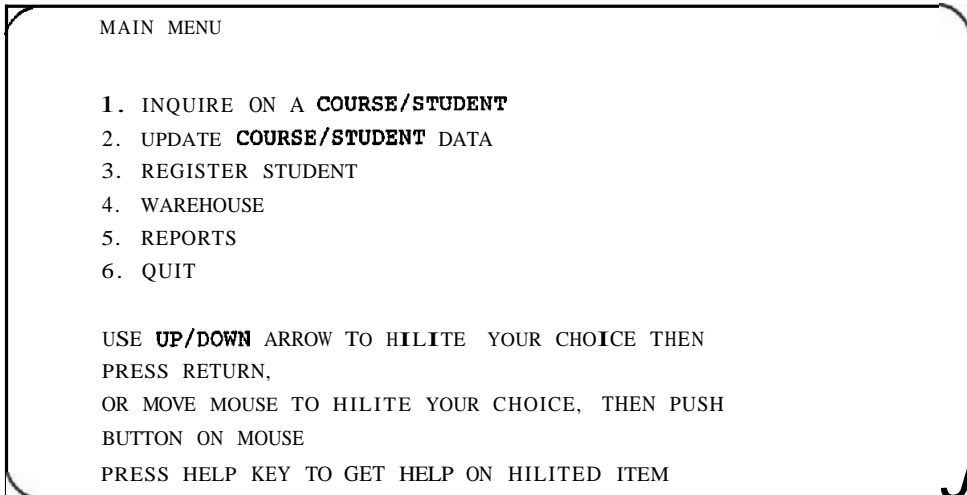 MAIN MENU
1. INQUIRE ON A COURSE/STUDENT
2. UPDATE COURSE/STUDENT DATA
3. REGISTER STUDENT
4. WAREHOUSE
5. REPORTS
6. QUIT
USE UP/DOWN ARROW TO HILITE YOUR CHOICE THEN
PRESS RETURN,
OR MOVE MOUSE TO HILITE YOUR CHOICE, THEN PUSH
BUTTON ON MOUSE
PRESS HELP KEY TO GET HELP ON HILITED ITEM